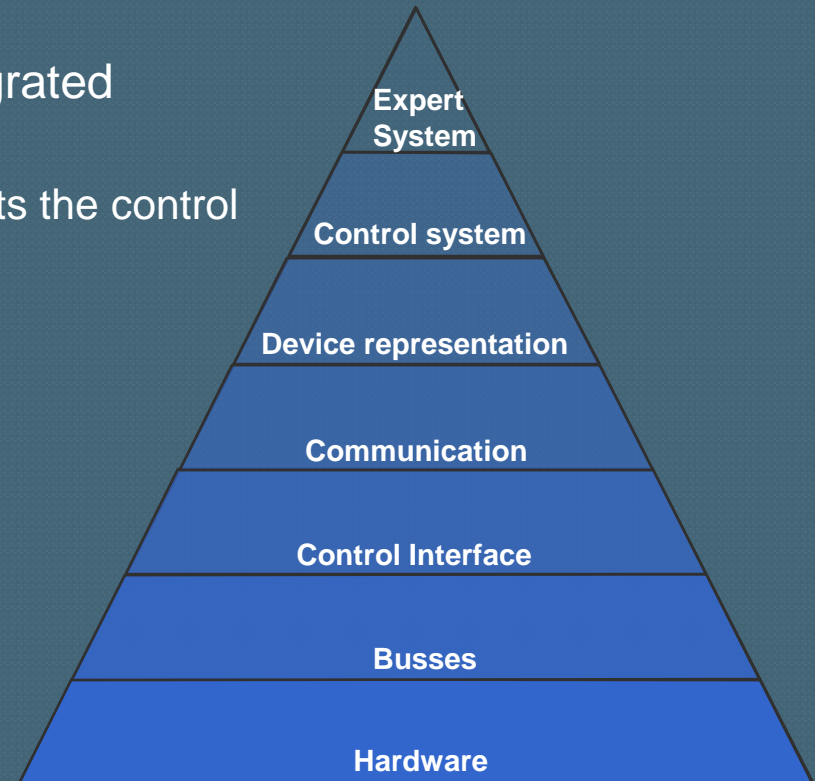 grated
ts the control
Expert
System
Control system
Device representation
Communication
Control Interface
Busses
Hardware